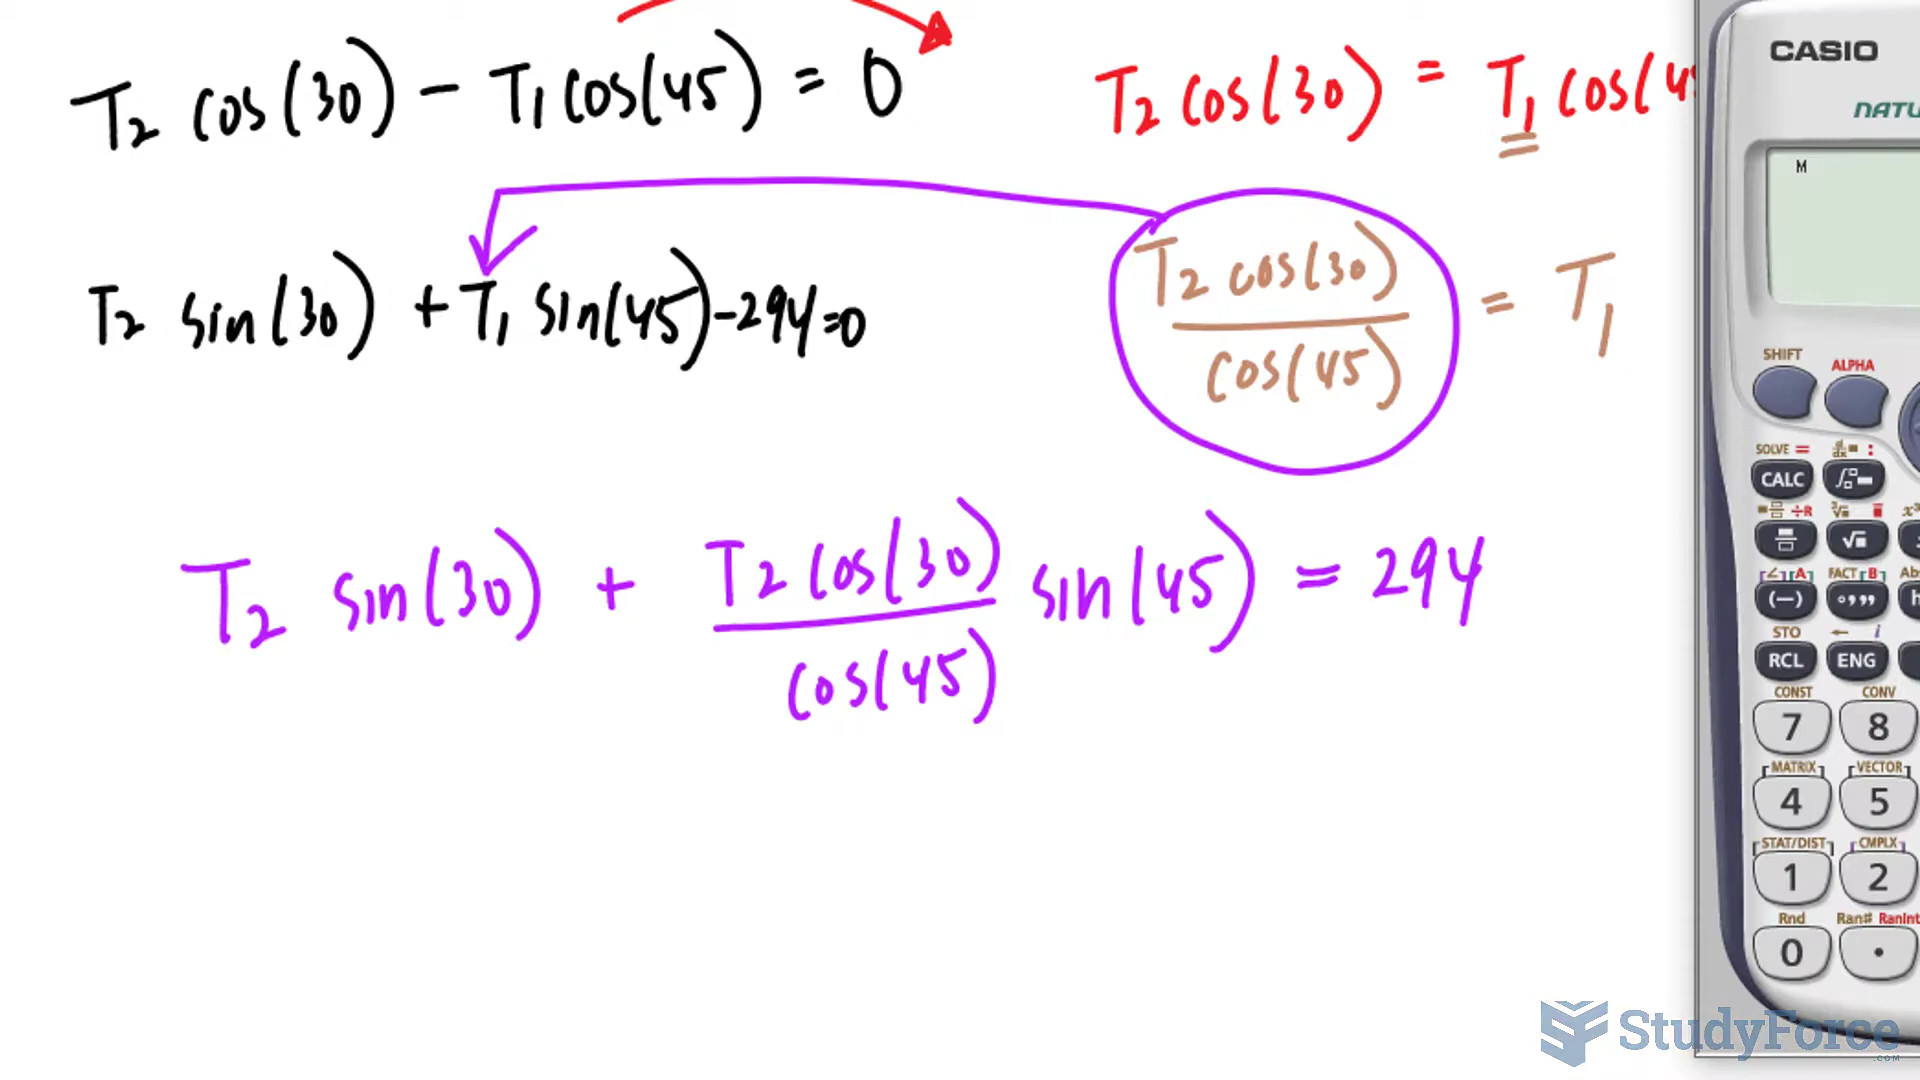 T2 cos(30) - T1 cos(45) = 0
T2 cos(30) = T1 cos(4
T2 sin(30) + T1 sin(45) - 294 = 0
T2 cos(30)
cos(45)
= T1
T2 sin(30) + T2 cos(30) sin(45) = 294
cos(45)
CASIO
M
SHIFT ALPHA
SOLVE = d/dx = :
CALC
÷R
√
(-) FACT B
STO i
RCL ENG
CONST CONV
7 8
MATRIX VECTOR
4 5
STAT/DIST CMPLX
1 2
Rnd Ran# RanInt
0 .
StudyForce
.COM